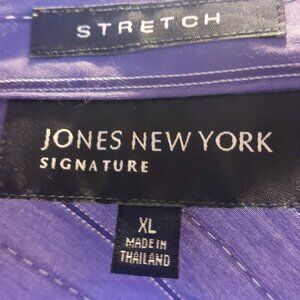 STRETCH
JONES NEW YORK
SIGNATURE
XL
MADE IN
THAILAND